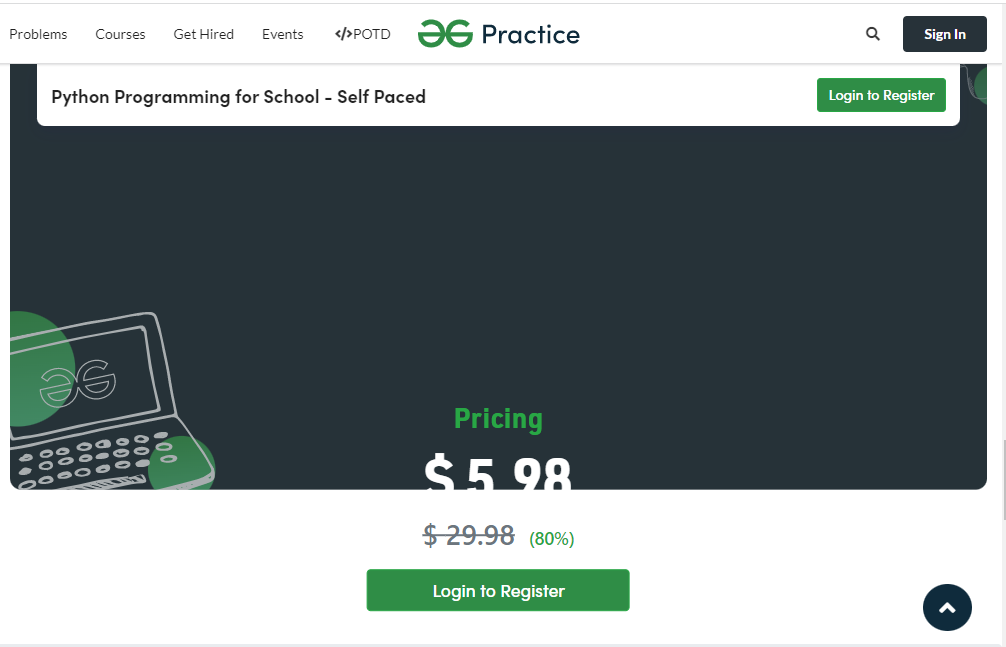 Problems Courses Get Hired Events </>POTD Practice Sign In
Python Programming for School - Self Paced Login to Register
Pricing
$ 5.98
$ 29.98 (80%)
Login to Register